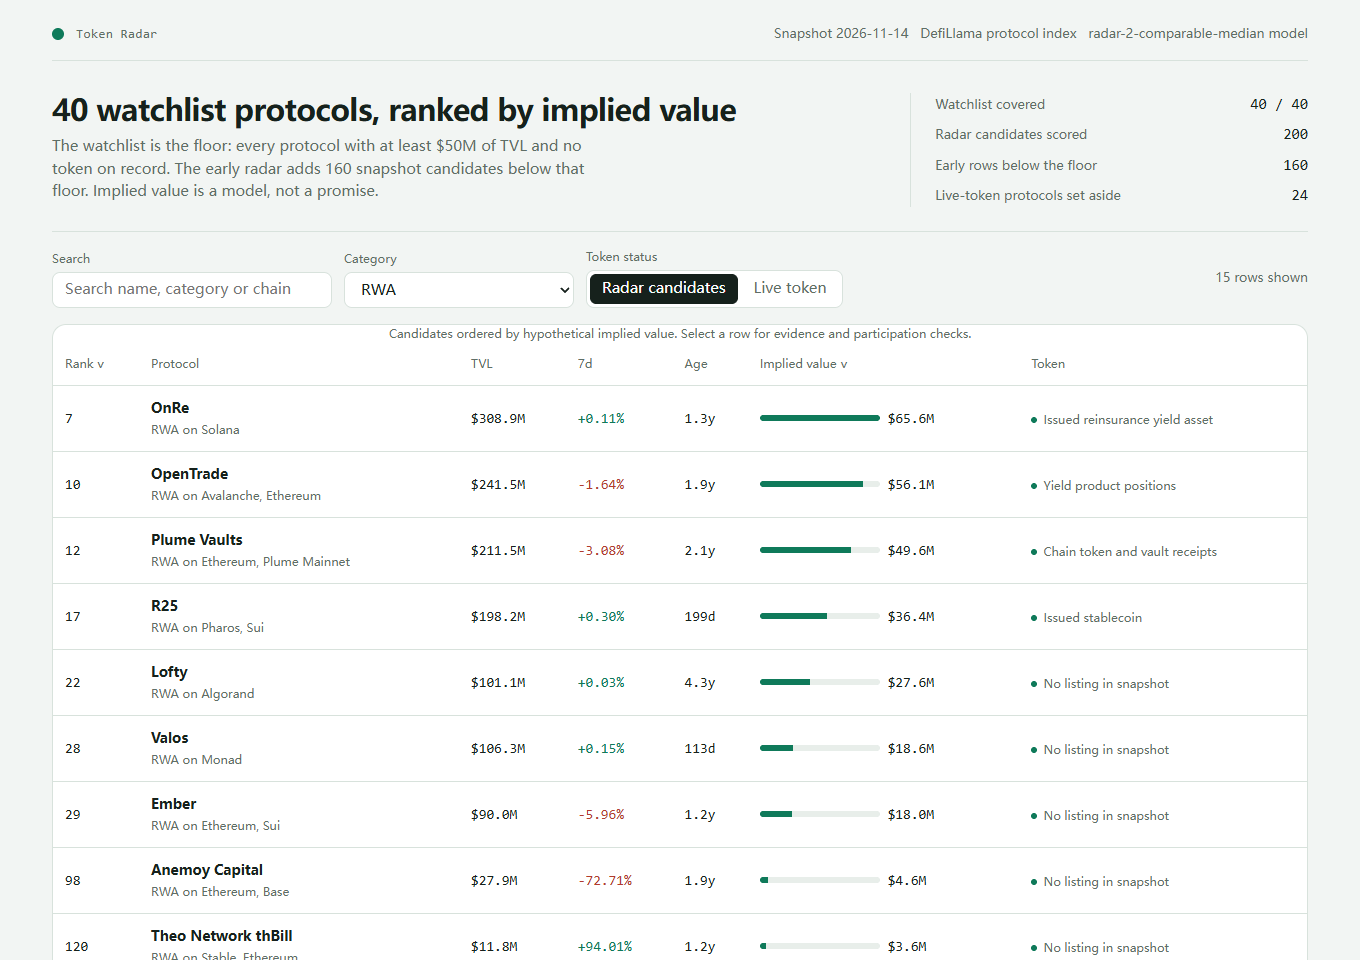 Token Radar
Snapshot 2026-11-14 DefiLlama protocol index radar-2-comparable-median model
40 watchlist protocols, ranked by implied value
The watchlist is the floor: every protocol with at least $50M of TVL and no
token on record. The early radar adds 160 snapshot candidates below that
floor. Implied value is a model, not a promise.
Watchlist covered 40 / 40
Radar candidates scored 200
Early rows below the floor 160
Live-token protocols set aside 24
Search
Category
Token status
Search name, category or chain
RWA
Radar candidates
Live token
15 rows shown
Candidates ordered by hypothetical implied value. Select a row for evidence and participation checks.
Rank v Protocol TVL 7d Age Implied value v Token
7 OnRe $308.9M +0.11% 1.3y $65.6M Issued reinsurance yield asset
RWA on Solana
10 OpenTrade $241.5M -1.64% 1.9y $56.1M Yield product positions
RWA on Avalanche, Ethereum
12 Plume Vaults $211.5M -3.08% 2.1y $49.6M Chain token and vault receipts
RWA on Ethereum, Plume Mainnet
17 R25 $198.2M +0.30% 199d $36.4M Issued stablecoin
RWA on Pharos, Sui
22 Lofty $101.1M +0.03% 4.3y $27.6M No listing in snapshot
RWA on Algorand
28 Valos $106.3M +0.15% 113d $18.6M No listing in snapshot
RWA on Monad
29 Ember $90.0M -5.96% 1.2y $18.0M No listing in snapshot
RWA on Ethereum, Sui
98 Anemoy Capital $27.9M -72.71% 1.9y $4.6M No listing in snapshot
RWA on Ethereum, Base
120 Theo Network thBill $11.8M +94.01% 1.2y $3.6M No listing in snapshot
RWA on Stable, Ethereum